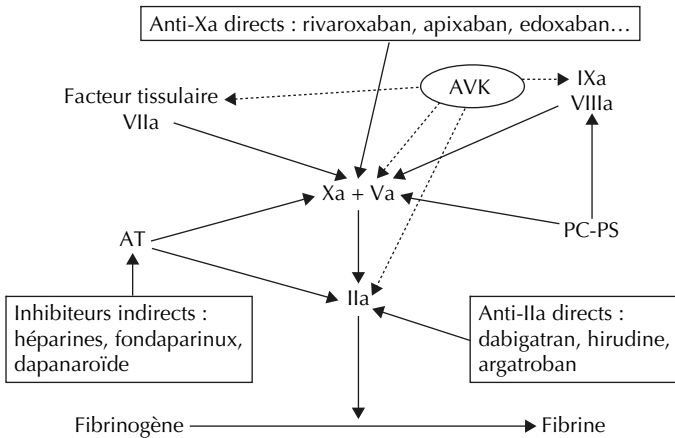 Anti-Xa directs : rivaroxaban, apixaban, edoxaban…
AVK
IXa
VIIIa
Facteur tissulaire
VIIa
Xa + Va
AT
PC-PS
IIa
Inhibiteurs indirects :
héparines, fondaparinux,
dapanaroïde
Anti-IIa directs :
dabigatran, hirudine,
argatroban
Fibrinogène
Fibrine